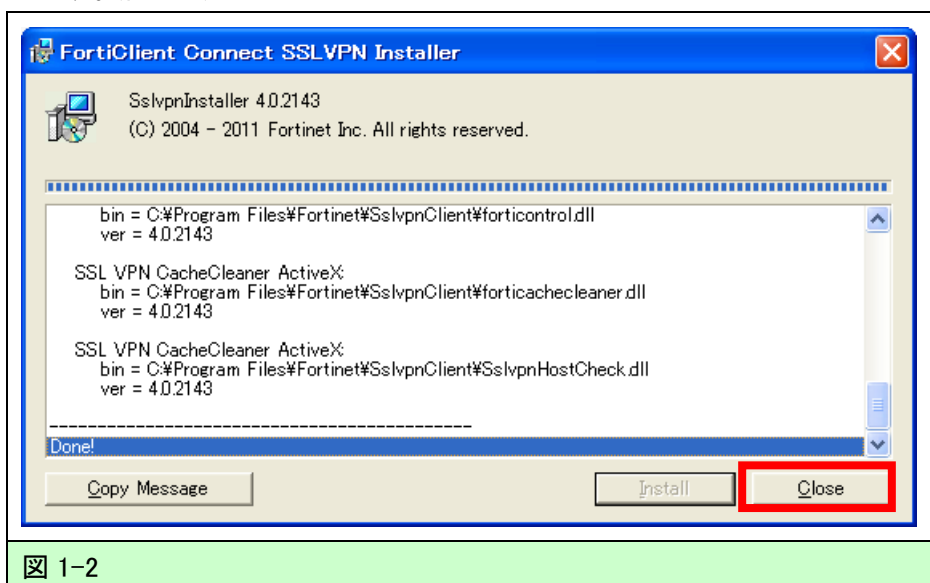 FortiClient Connect SSLVPN Installer
SslvpnInstaller 4.0.2143
(C) 2004 - 2011 Fortinet Inc. All rights reserved.
bin = C:¥Program Files¥Fortinet¥SslvpnClient¥forticontrol.dll
ver = 4.0.2143
SSL VPN CacheCleaner ActiveX:
bin = C:¥Program Files¥Fortinet¥SslvpnClient¥forticachecleaner.dll
ver = 4.0.2143
SSL VPN CacheCleaner ActiveX:
bin = C:¥Program Files¥Fortinet¥SslvpnClient¥SslvpnHostCheck.dll
ver = 4.0.2143
--------------------------------------------
Done!
Copy Message
Install
Close
図 1-2